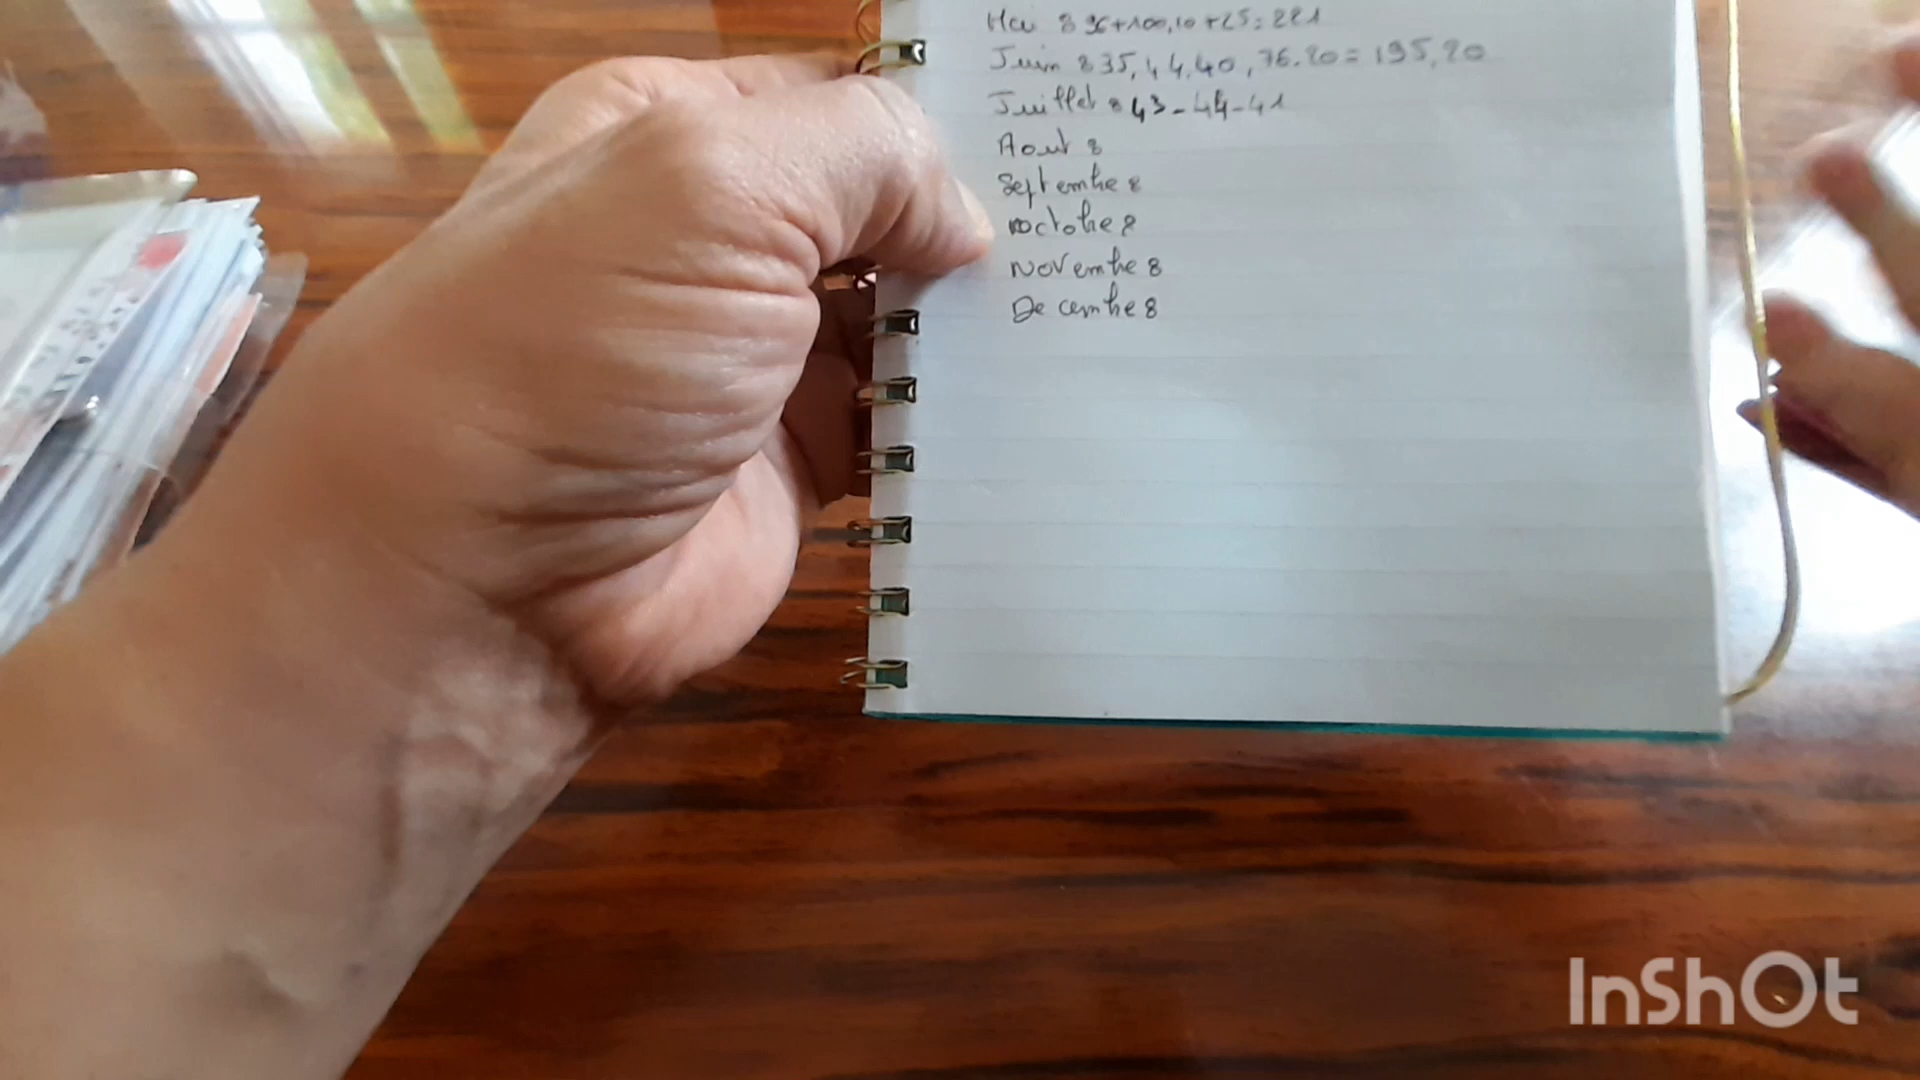 Mai 8 96+100,10+25=221
Juin 8 35,44.40,76.20=195,20
Juillet 8 43-44-41
Aout 8
Septembre 8
octobre 8
Novembre 8
Decembre 8
InShOt